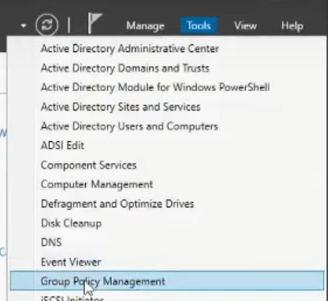 Manage Tools View Help
Active Directory Administrative Center
Active Directory Domains and Trusts
Active Directory Module for Windows PowerShell
Active Directory Sites and Services
Active Directory Users and Computers
ADSI Edit
Component Services
Computer Management
Defragment and Optimize Drives
Disk Cleanup
DNS
Event Viewer
Group Policy Management
iSCSI Initiator